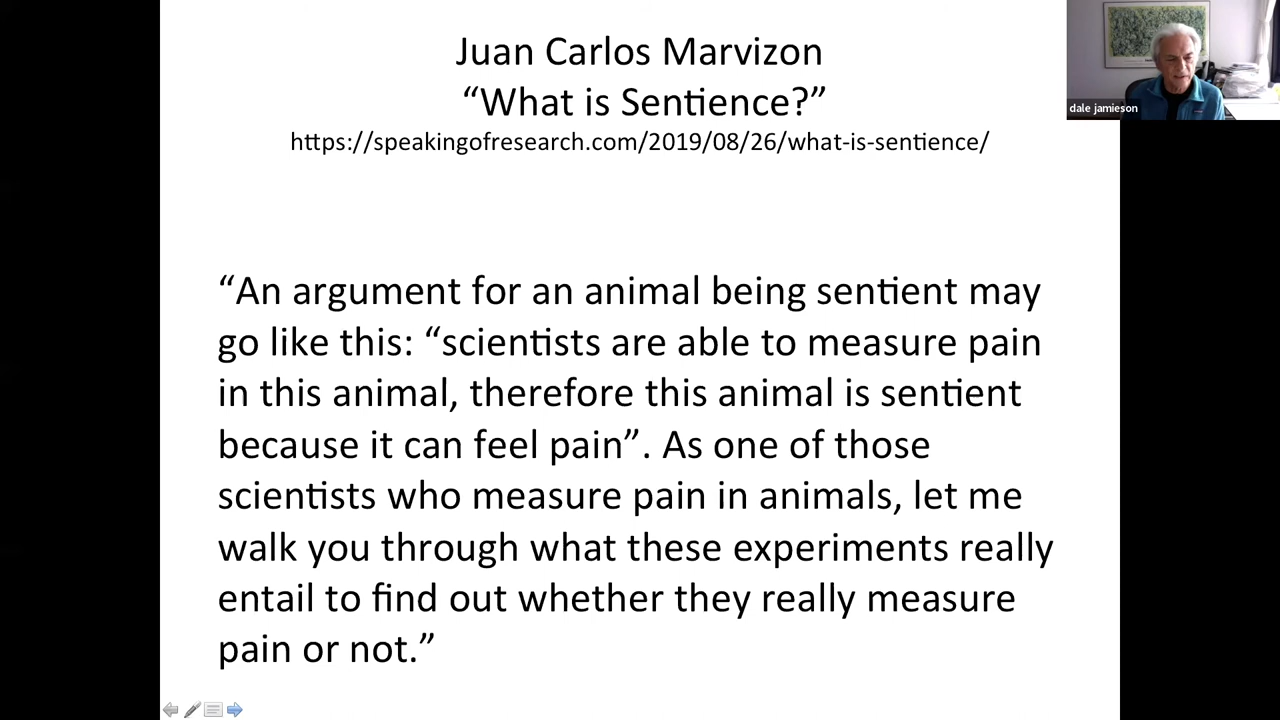 Juan Carlos Marvizon
“What is Sentience?”
https://speakingofresearch.com/2019/08/26/what-is-sentience/
dale jamieson
“An argument for an animal being sentient may
go like this: “scientists are able to measure pain
in this animal, therefore this animal is sentient
because it can feel pain”. As one of those
scientists who measure pain in animals, let me
walk you through what these experiments really
entail to find out whether they really measure
pain or not.”